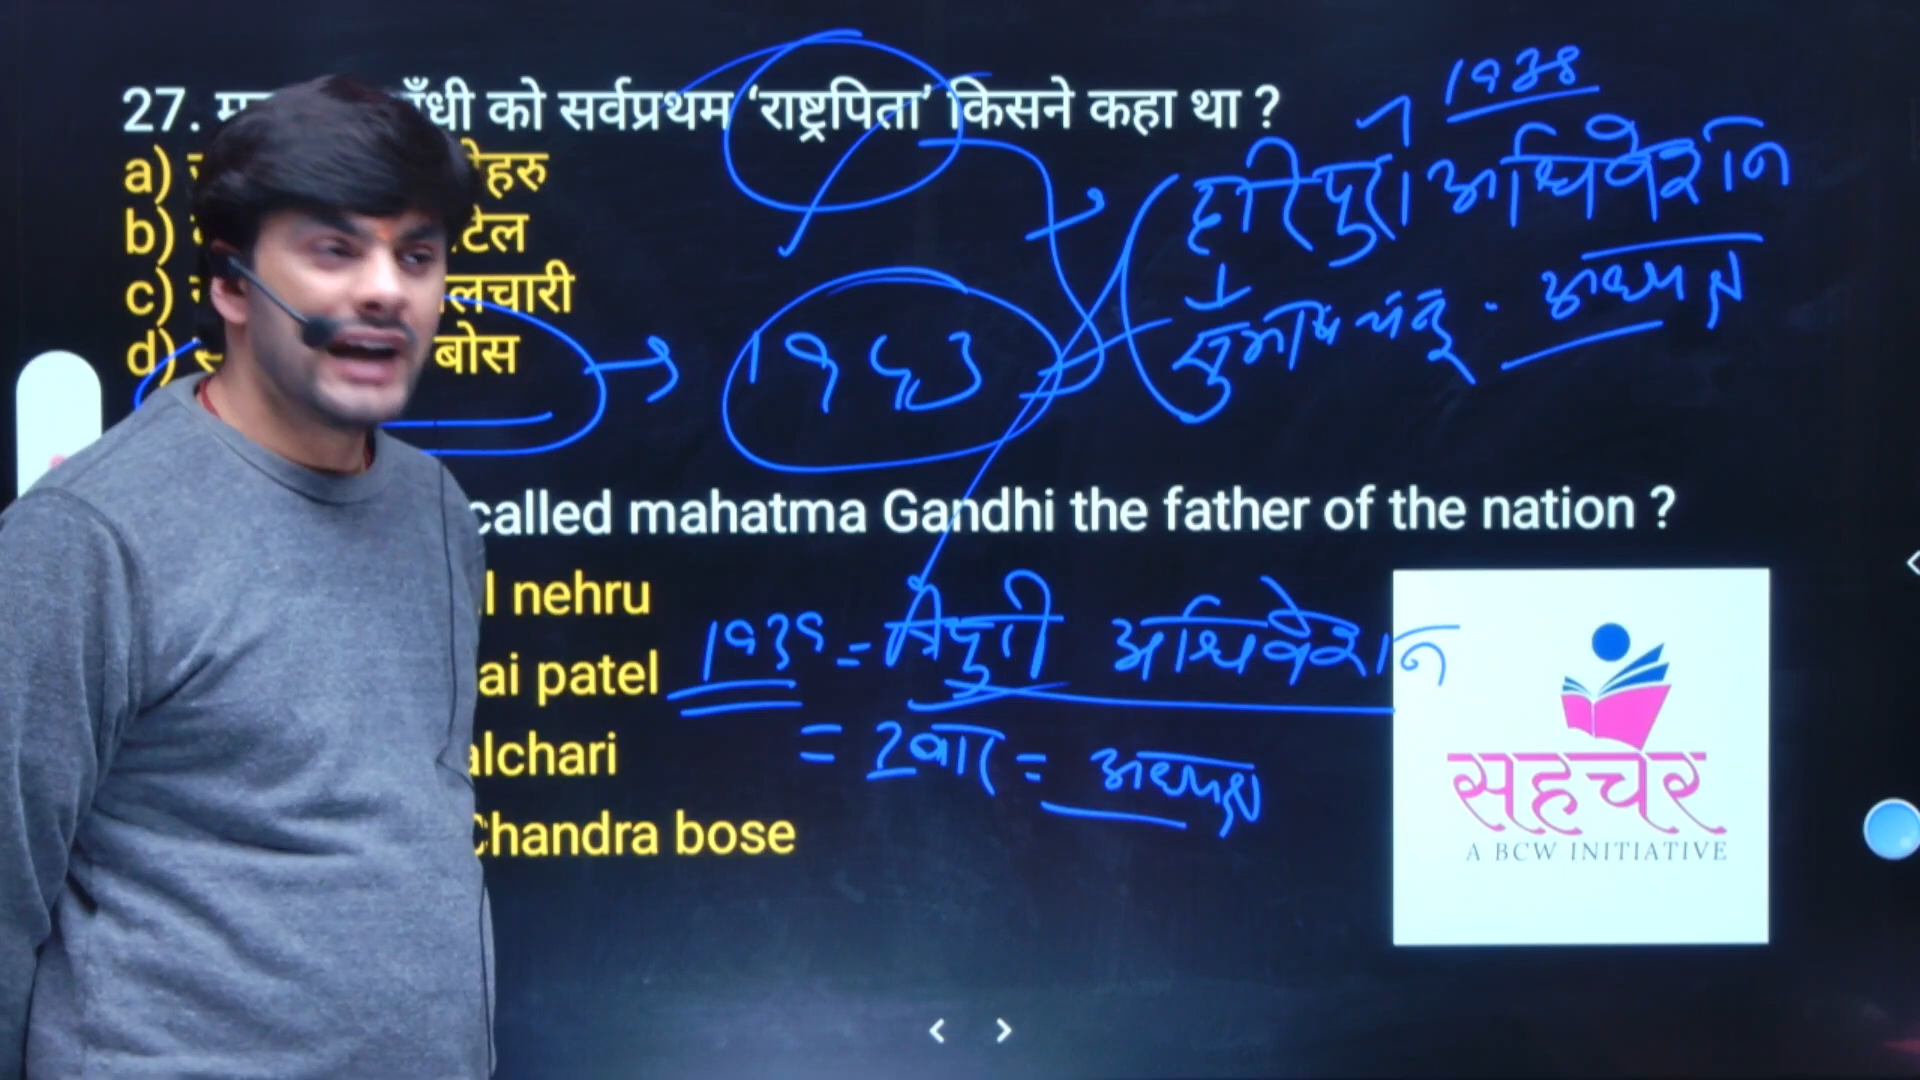 27. गाँधी को सर्वप्रथम ‘राष्ट्रपिता’ किसने कहा था ?
a) हरु
b) टेल
c) लचारी
d) बोस
1943
1938
हरिपुरा अधिवेशन
सुभाष चंद्र . अध्यक्ष
called mahatma Gandhi the father of the nation ?
l nehru
ai patel
alchari
Chandra bose
1939 = त्रिपुरी अधिवेशन
= 2 बार = अध्यक्ष
सहचर
A BCW INITIATIVE